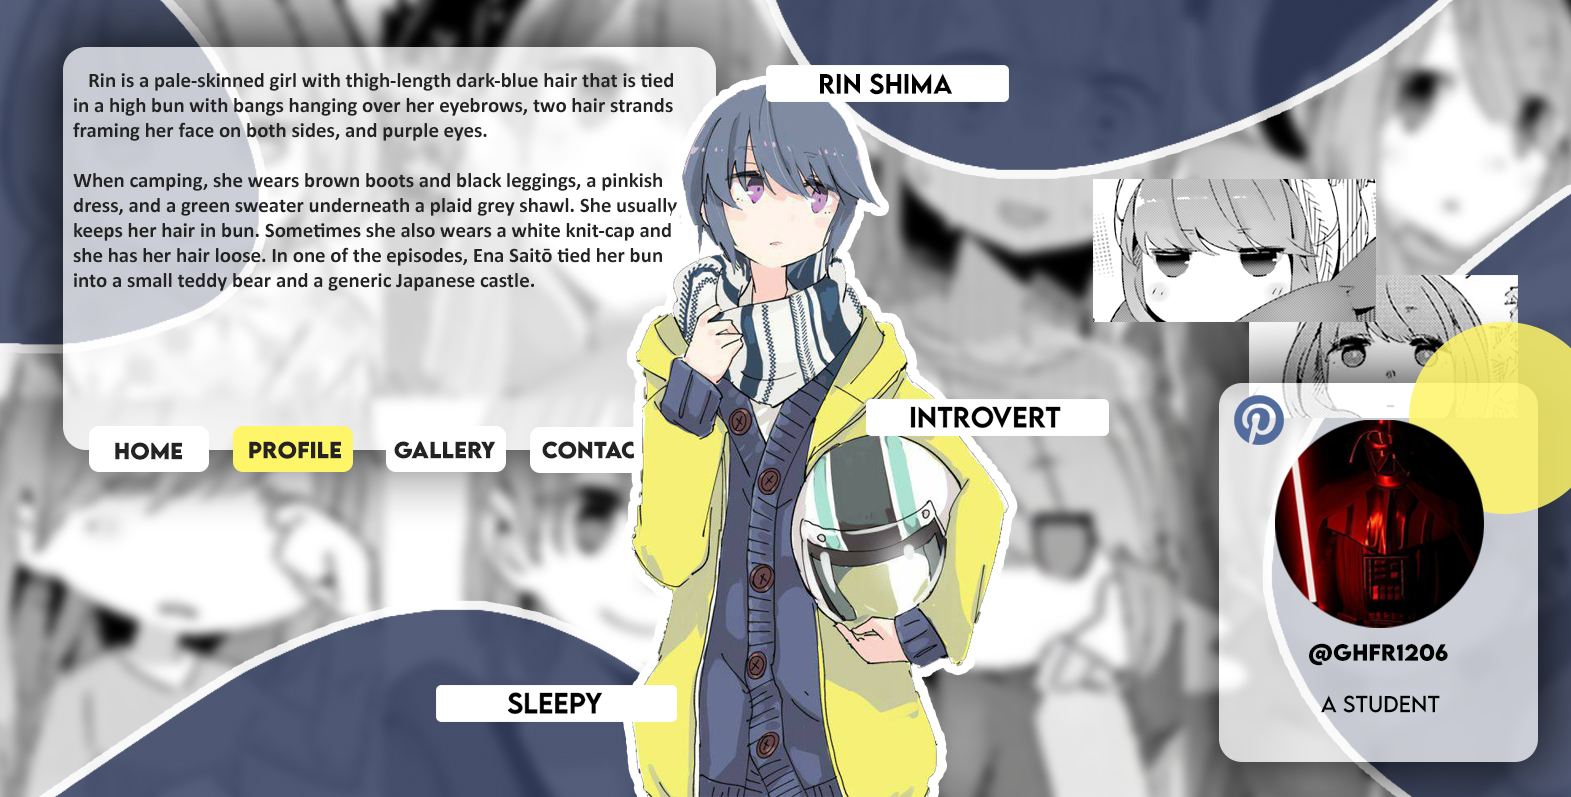 Rin is a pale-skinned girl with thigh-length dark-blue hair that is tied
in a high bun with bangs hanging over her eyebrows, two hair strands
framing her face on both sides, and purple eyes.
When camping, she wears brown boots and black leggings, a pinkish
dress, and a green sweater underneath a plaid grey shawl. She usually
keeps her hair in bun. Sometimes she also wears a white knit-cap and
she has her hair loose. In one of the episodes, Ena Saitō tied her bun
into a small teddy bear and a generic Japanese castle.
HOME
PROFILE
GALLERY
CONTAC
RIN SHIMA
INTROVERT
SLEEPY
@GHFR1206
A STUDENT